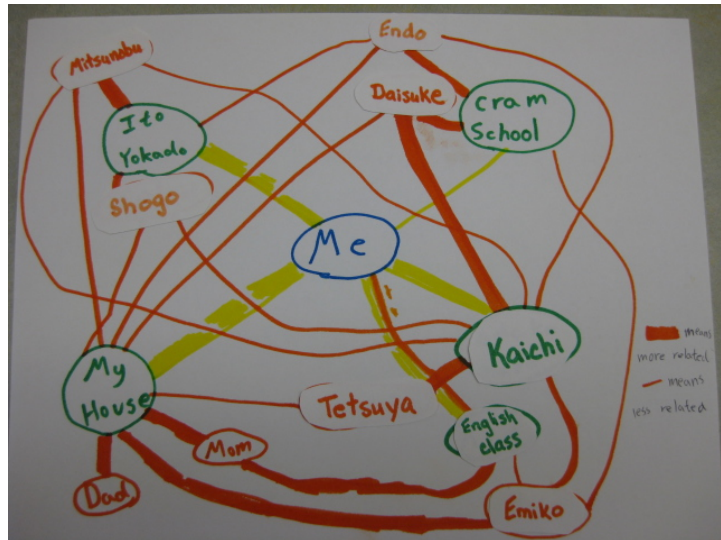 Endo
Mitsunobu
Daisuke
cram
School
Ito
Yokado
Shogo
Me
Kaichi
means
more related
means
less related
My
House
Tetsuya
English
class
Mom
Dad
Emiko